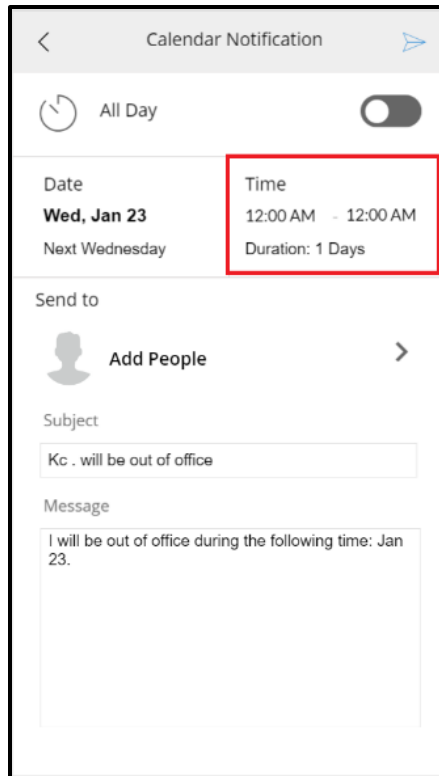 Calendar Notification
All Day
Date
Wed, Jan 23
Next Wednesday
Time
12:00 AM - 12:00 AM
Duration: 1 Days
Send to
Add People
Subject
Kc . will be out of office
Message
I will be out of office during the following time: Jan
23.